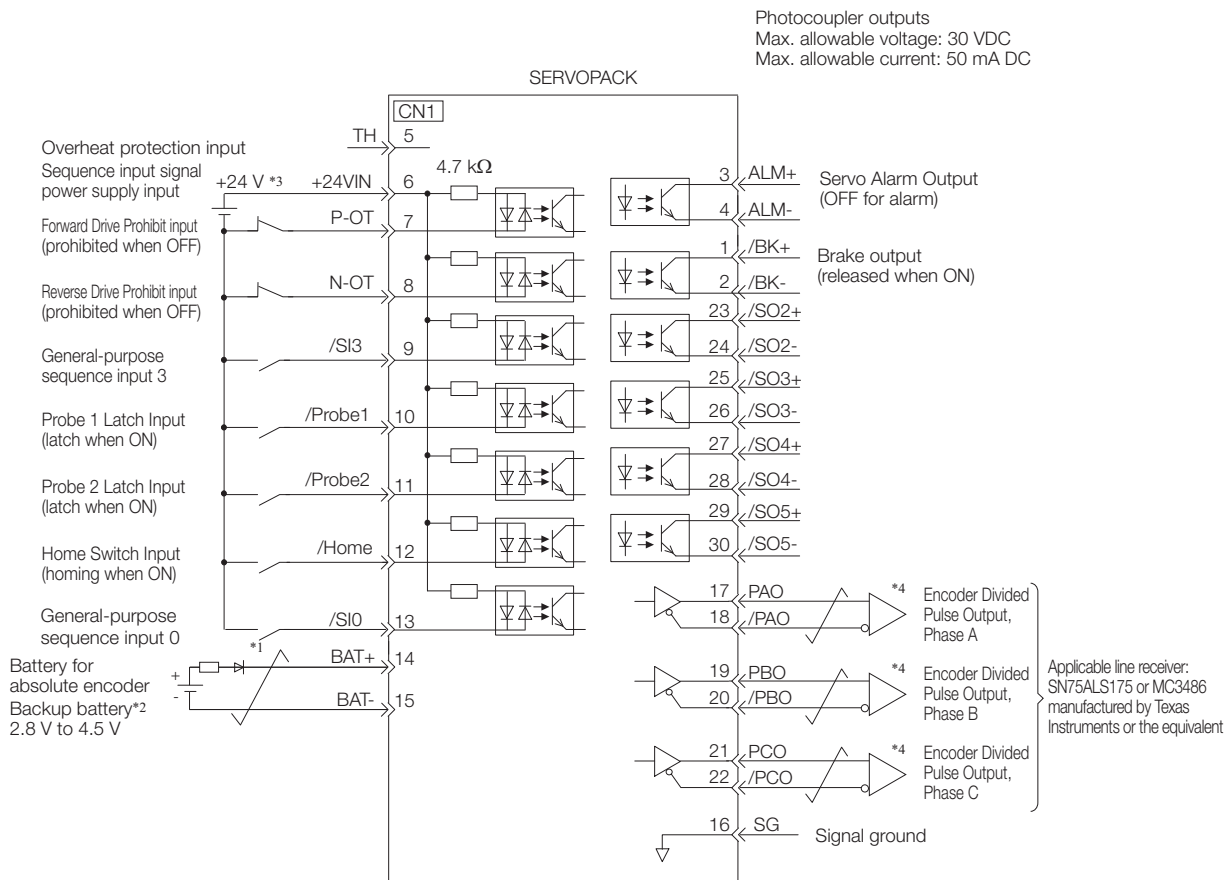 Photocoupler outputs
Max. allowable voltage: 30 VDC
Max. allowable current: 50 mA DC
SERVOPACK
CN1
TH 5
Overheat protection input
Sequence input signal
power supply input
+24 V *3
+24VIN 6
4.7 kΩ
Forward Drive Prohibit input
(prohibited when OFF)
P-OT 7
Reverse Drive Prohibit input
(prohibited when OFF)
N-OT 8
General-purpose
sequence input 3
/SI3 9
Probe 1 Latch Input
(latch when ON)
/Probe1 10
Probe 2 Latch Input
(latch when ON)
/Probe2 11
Home Switch Input
(homing when ON)
/Home 12
General-purpose
sequence input 0
/SI0 13
*1
Battery for
absolute encoder
Backup battery*2
2.8 V to 4.5 V
+
-
BAT+ 14
BAT- 15
3 ALM+
4 ALM-
Servo Alarm Output
(OFF for alarm)
1 /BK+
2 /BK-
Brake output
(released when ON)
23 /SO2+
24 /SO2-
25 /SO3+
26 /SO3-
27 /SO4+
28 /SO4-
29 /SO5+
30 /SO5-
17 PAO
18 /PAO
*4
Encoder Divided
Pulse Output,
Phase A
19 PBO
20 /PBO
*4
Encoder Divided
Pulse Output,
Phase B
21 PCO
22 /PCO
*4
Encoder Divided
Pulse Output,
Phase C
Applicable line receiver:
SN75ALS175 or MC3486
manufactured by Texas
Instruments or the equivalent
16 SG
Signal ground